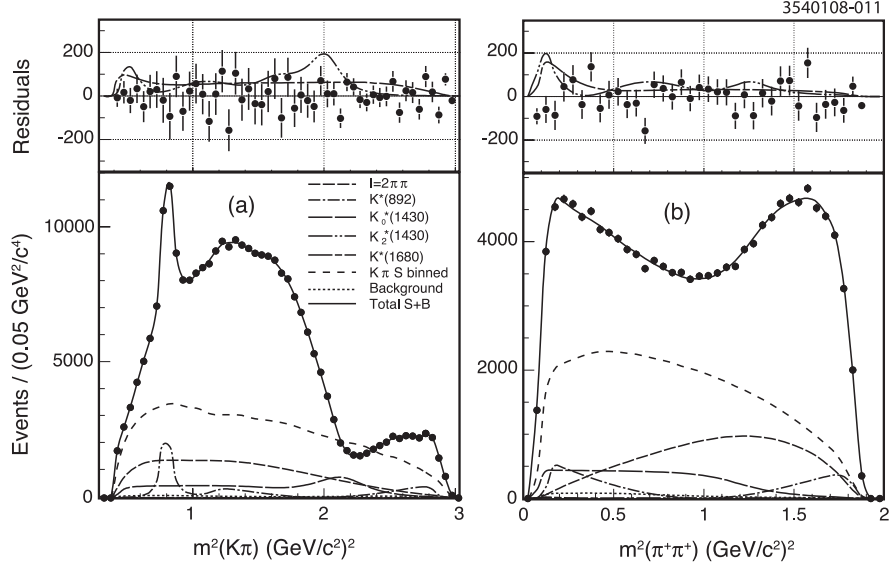 3540108-011
Residuals
200
0
-200
200
0
-200
Events / (0.05 GeV²/c⁴)
10000
5000
0
(a)
I=2ππ
K*(892)
K₀*(1430)
K₂*(1430)
K*(1680)
Kπ S binned
Background
Total S+B
1
2
3
m²(Kπ) (GeV/c²)²
4000
2000
0
(b)
0
0.5
1
1.5
2
m²(π⁺π⁺) (GeV/c²)²